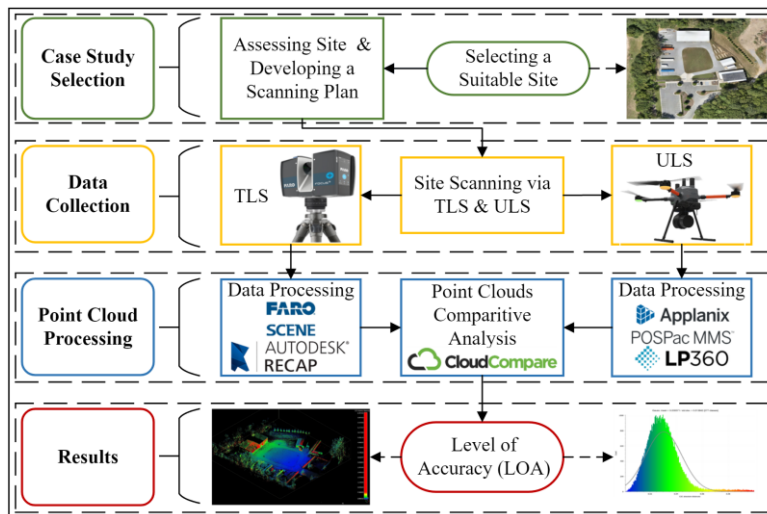 Case Study
Selection
Assessing Site &
Developing a
Scanning Plan
Selecting a
Suitable Site
Data
Collection
TLS
FARO
Site Scanning via
TLS & ULS
ULS
Point Cloud
Processing
Data Processing
FARO
SCENE
AUTODESK®
RECAP
Point Clouds
Comparitive
Analysis
CloudCompare
Data Processing
Applanix
POSPac MMS™
LP360
Results
Level of
Accuracy (LOA)